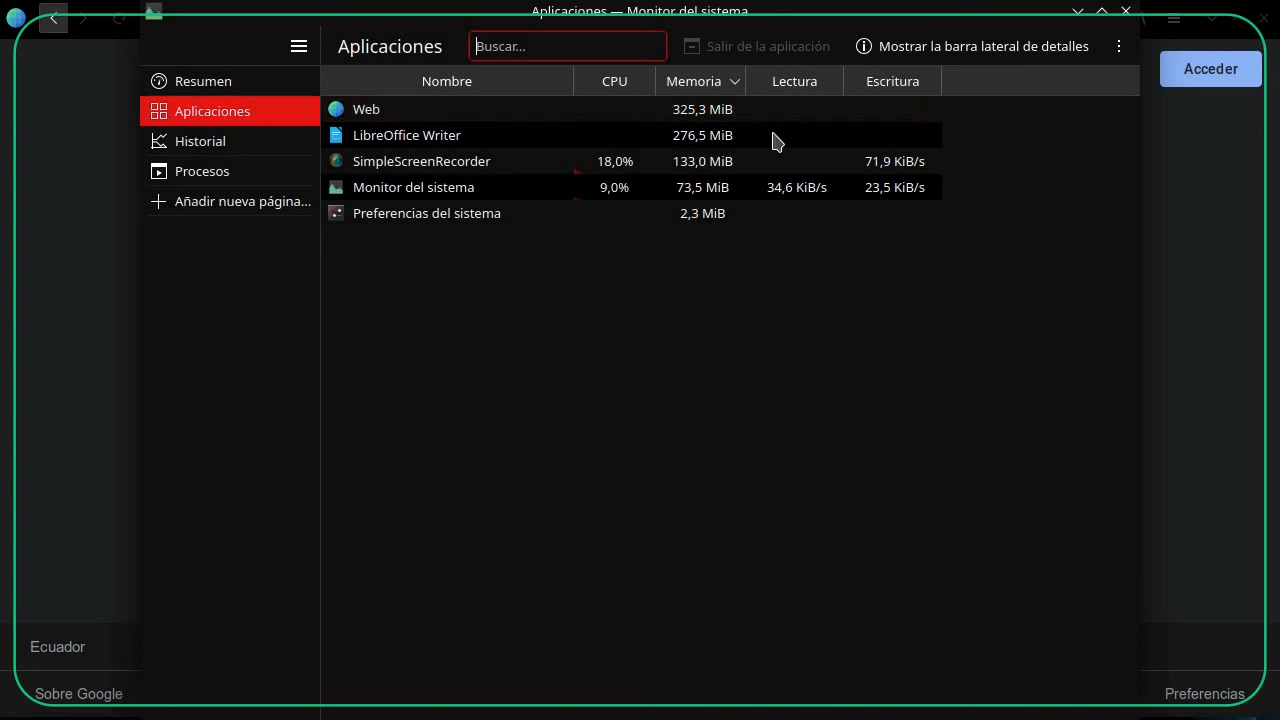 Aplicaciones — Monitor del sistema
Aplicaciones
Buscar...
Salir de la aplicación
Mostrar la barra lateral de detalles
Acceder
Resumen
Aplicaciones
Historial
Procesos
Añadir nueva página...
Nombre CPU Memoria Lectura Escritura
Web 325,3 MiB
LibreOffice Writer 276,5 MiB
SimpleScreenRecorder 18,0% 133,0 MiB 71,9 KiB/s
Monitor del sistema 9,0% 73,5 MiB 34,6 KiB/s 23,5 KiB/s
Preferencias del sistema 2,3 MiB
Ecuador
Sobre Google
Preferencias